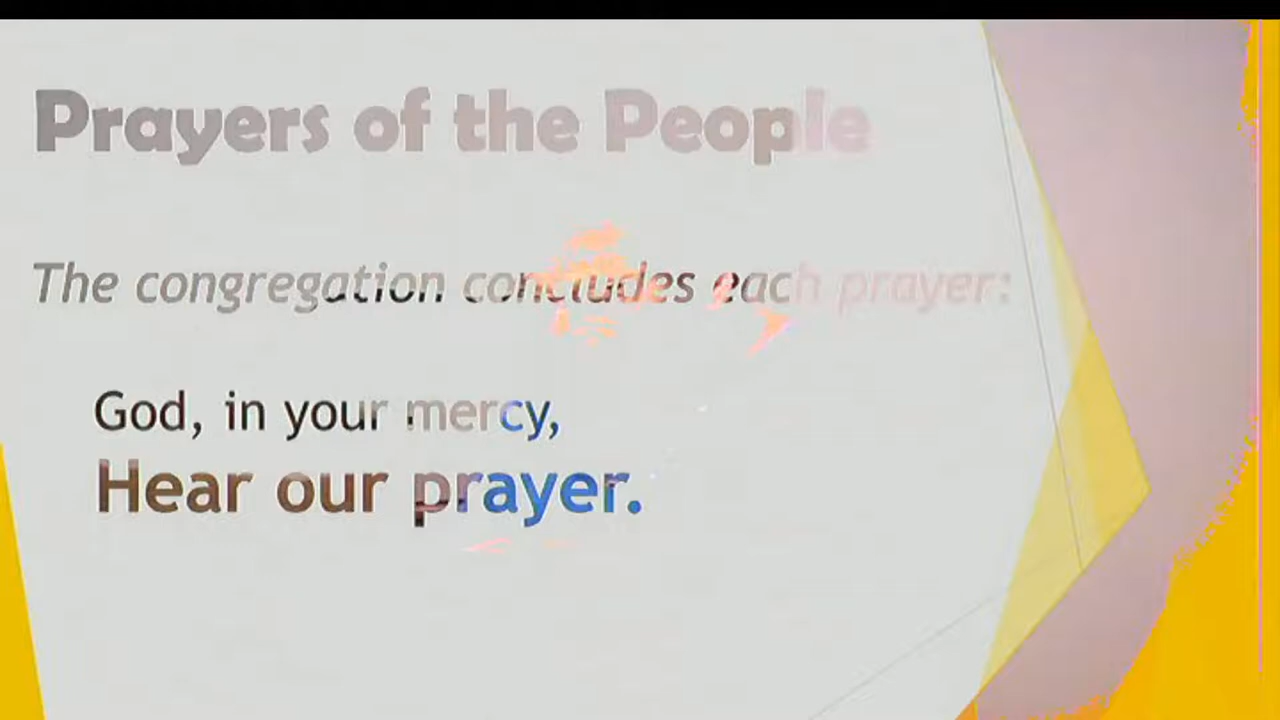 Prayers of the People
The congregation concludes each prayer:
God, in your mercy,
Hear our prayer.